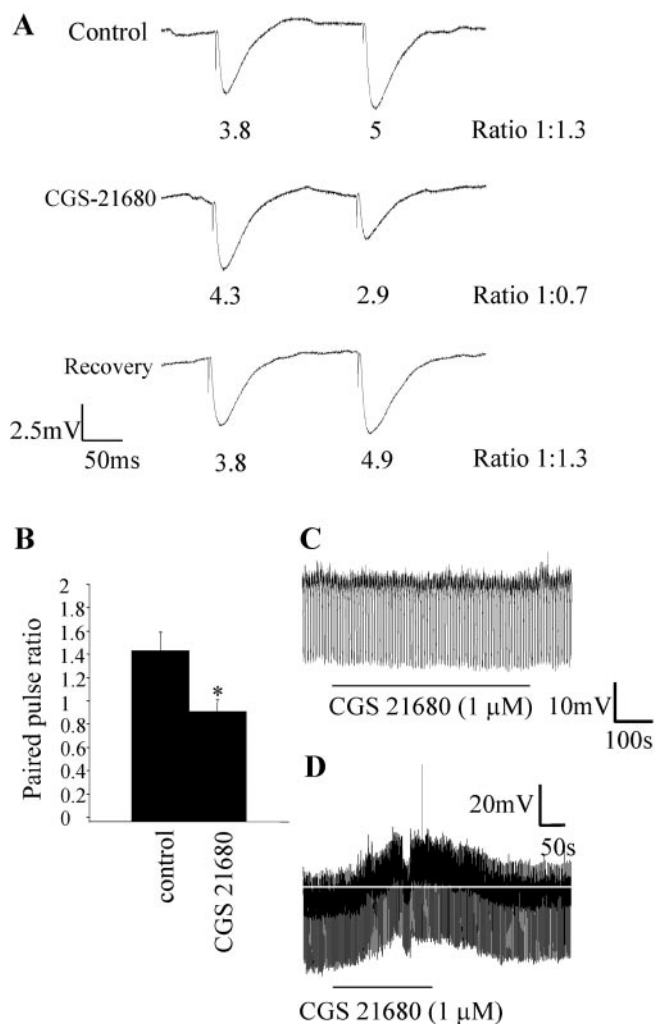 A
Control
3.8 5 Ratio 1:1.3
CGS-21680
4.3 2.9 Ratio 1:0.7
Recovery
2.5mV
50ms
3.8 4.9 Ratio 1:1.3
B
Paired pulse ratio
2
1.8
1.6
1.4
1.2
1
0.8
0.6
0.4
0.2
0
*
control
CGS 21680
C
CGS 21680 (1 μM)
10mV
100s
D
20mV
50s
CGS 21680 (1 μM)